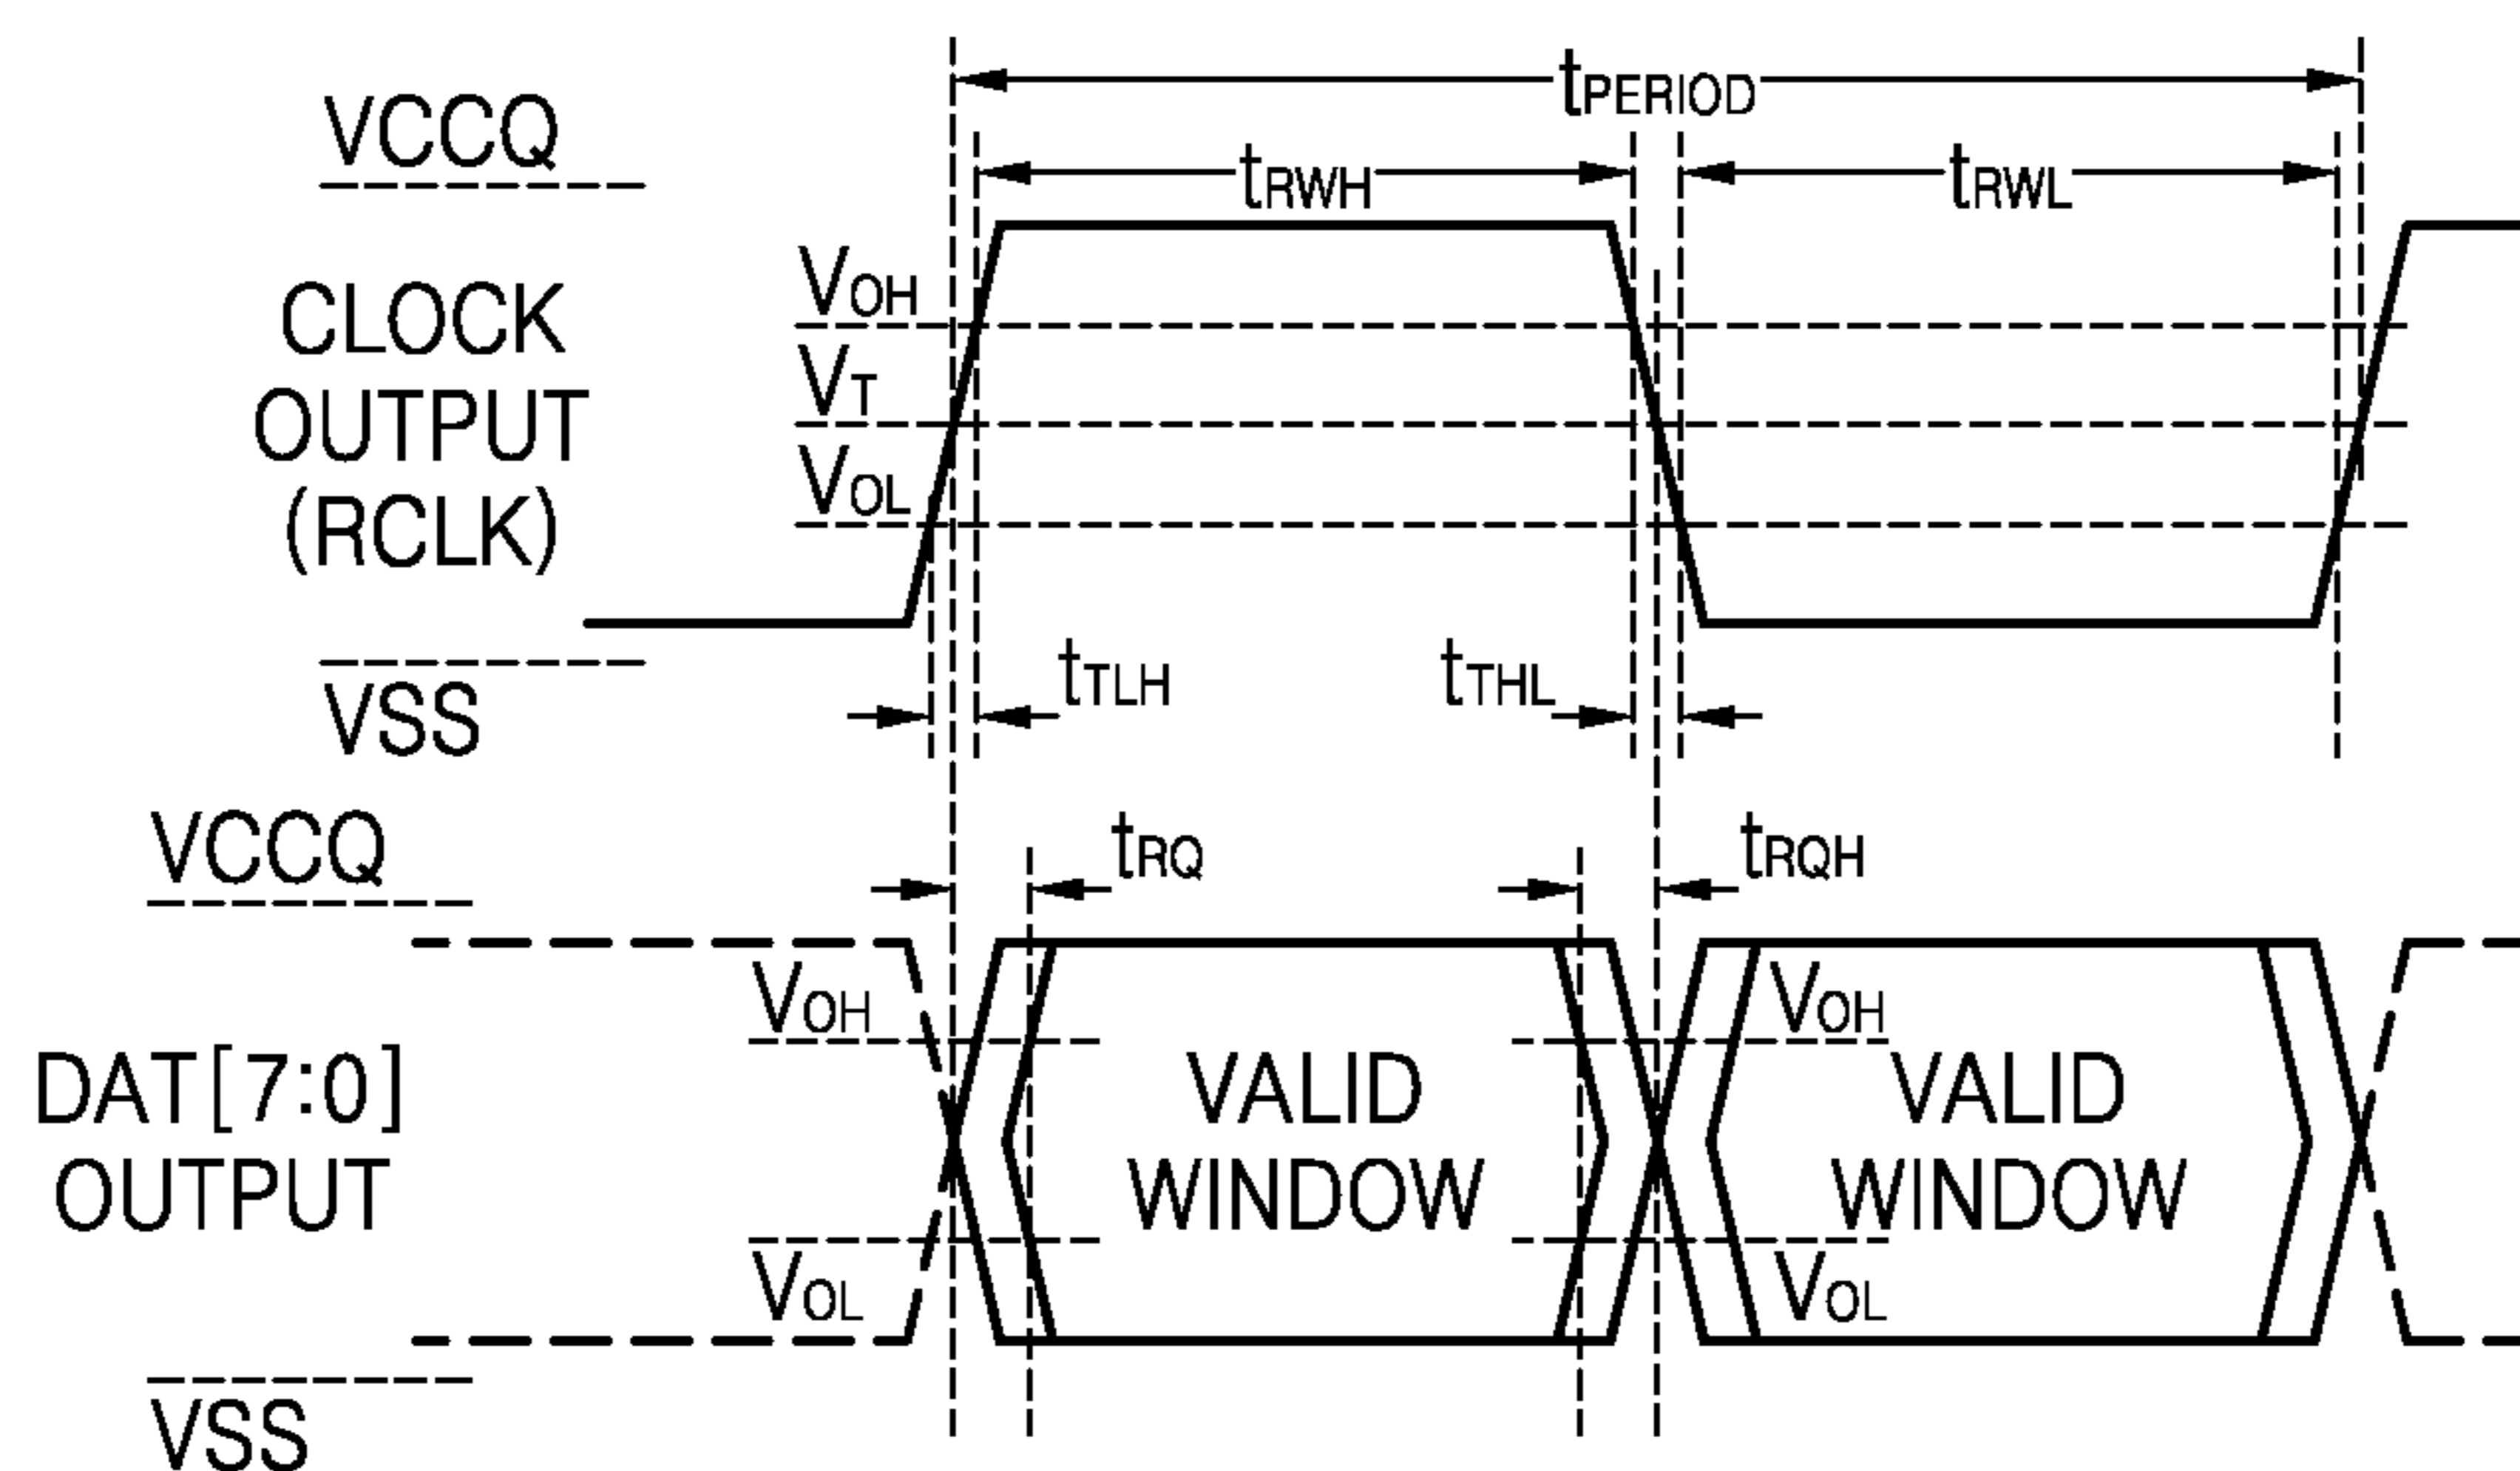 tPERIOD
VCCQ
tRWH
tRWL
VOH
CLOCK
OUTPUT
(RCLK)
VT
VOL
VSS
tTLH
tTHL
VCCQ
tRQ
tRQH
VOH
VOH
DAT[7:0]
OUTPUT
VALID
WINDOW
VALID
WINDOW
VOL
VOL
VSS